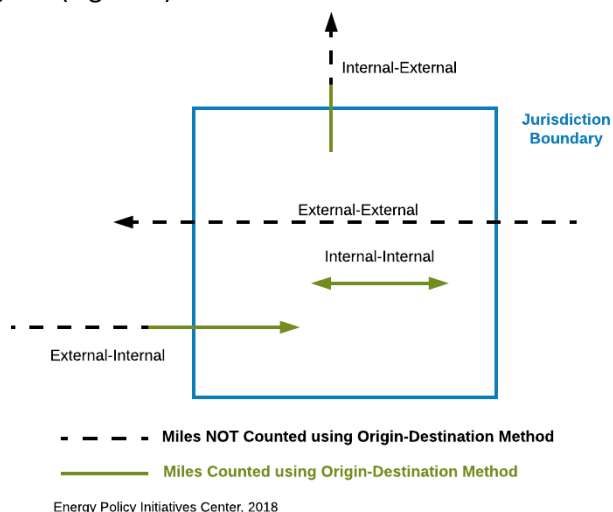 Internal-External
Jurisdiction
Boundary
External-External
Internal-Internal
External-Internal
Miles NOT Counted using Origin-Destination Method
Miles Counted using Origin-Destination Method
Energy Policy Initiatives Center, 2018